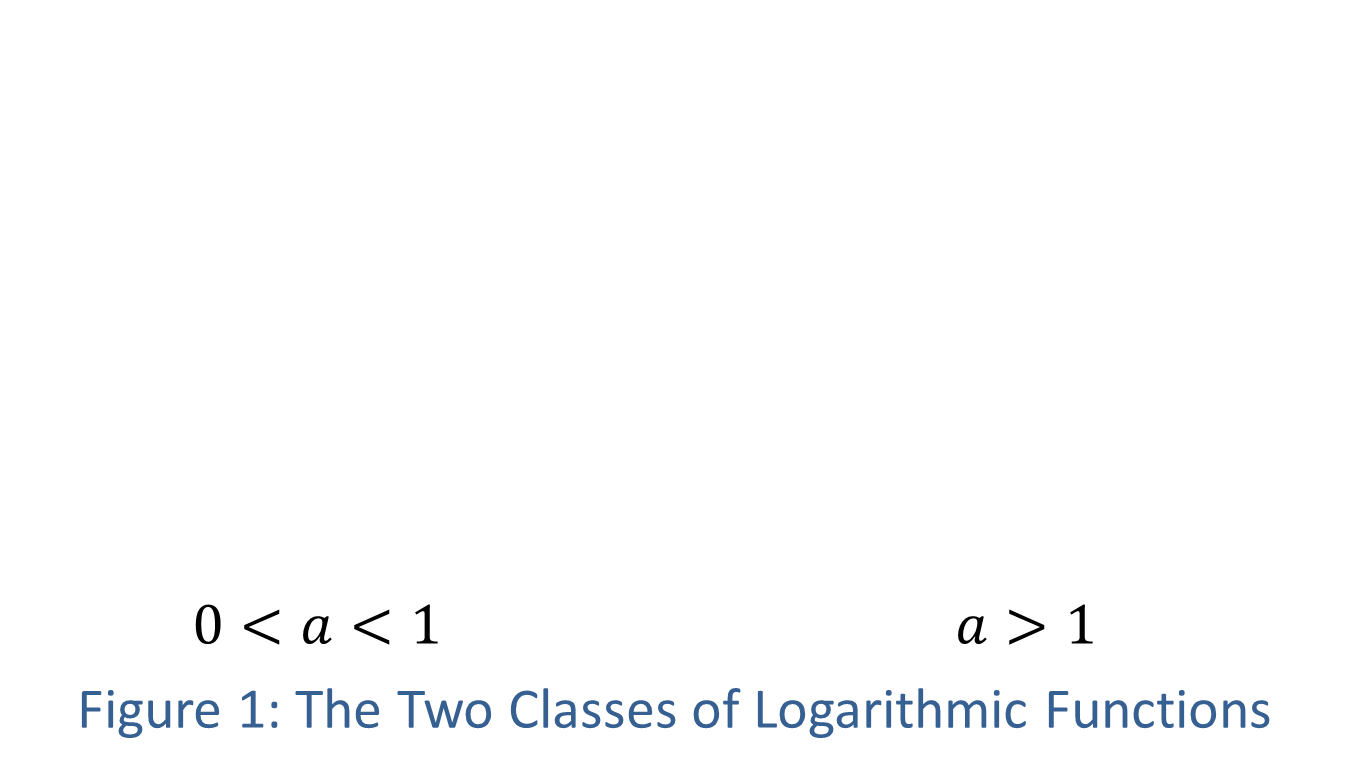 0 < a < 1 a > 1
Figure 1: The Two Classes of Logarithmic Functions